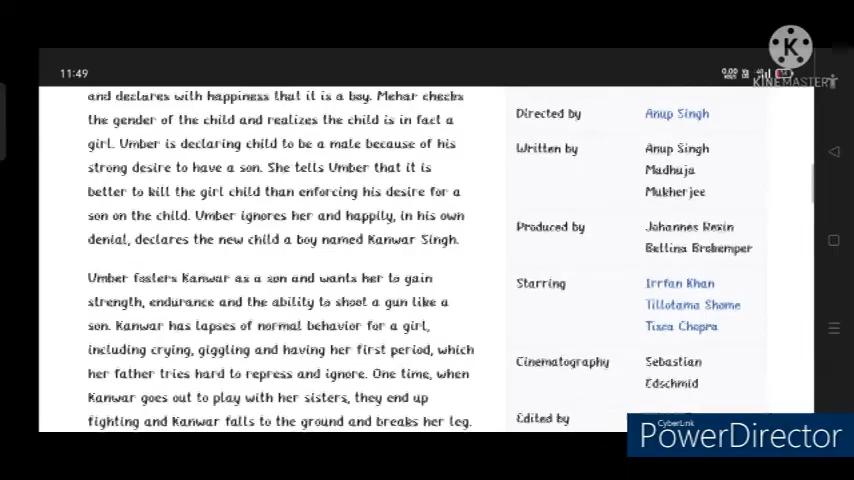 11:49
KINEMASTER
and declares with happiness that it is a boy. Mehar checks
the gender of the child and realizes the child is in fact a
girl. Umber is declaring child to be a male because of his
strong desire to have a son. She tells Umber that it is
better to kill the girl child than enforcing his desire for a
son on the child. Umber ignores her and happily, in his own
denial, declares the new child a boy named Kanwar Singh.
Umber fosters Kanwar as a son and wants her to gain
strength, endurance and the ability to shoot a gun like a
son. Kanwar has lapses of normal behavior for a girl,
including crying, giggling and having her first period, which
her father tries hard to repress and ignore. One time, when
Kanwar goes out to play with her sisters, they end up
fighting and Kanwar falls to the ground and breaks her leg.
Directed by Anup Singh
Written by Anup Singh
Madhuja
Mukherjee
Produced by Johannes Rexin
Bettina Brokemper
Starring Irrfan Khan
Tillotama Shome
Tisca Chopra
Cinematography Sebastian
Edschmid
Edited by
CyberLink
PowerDirector